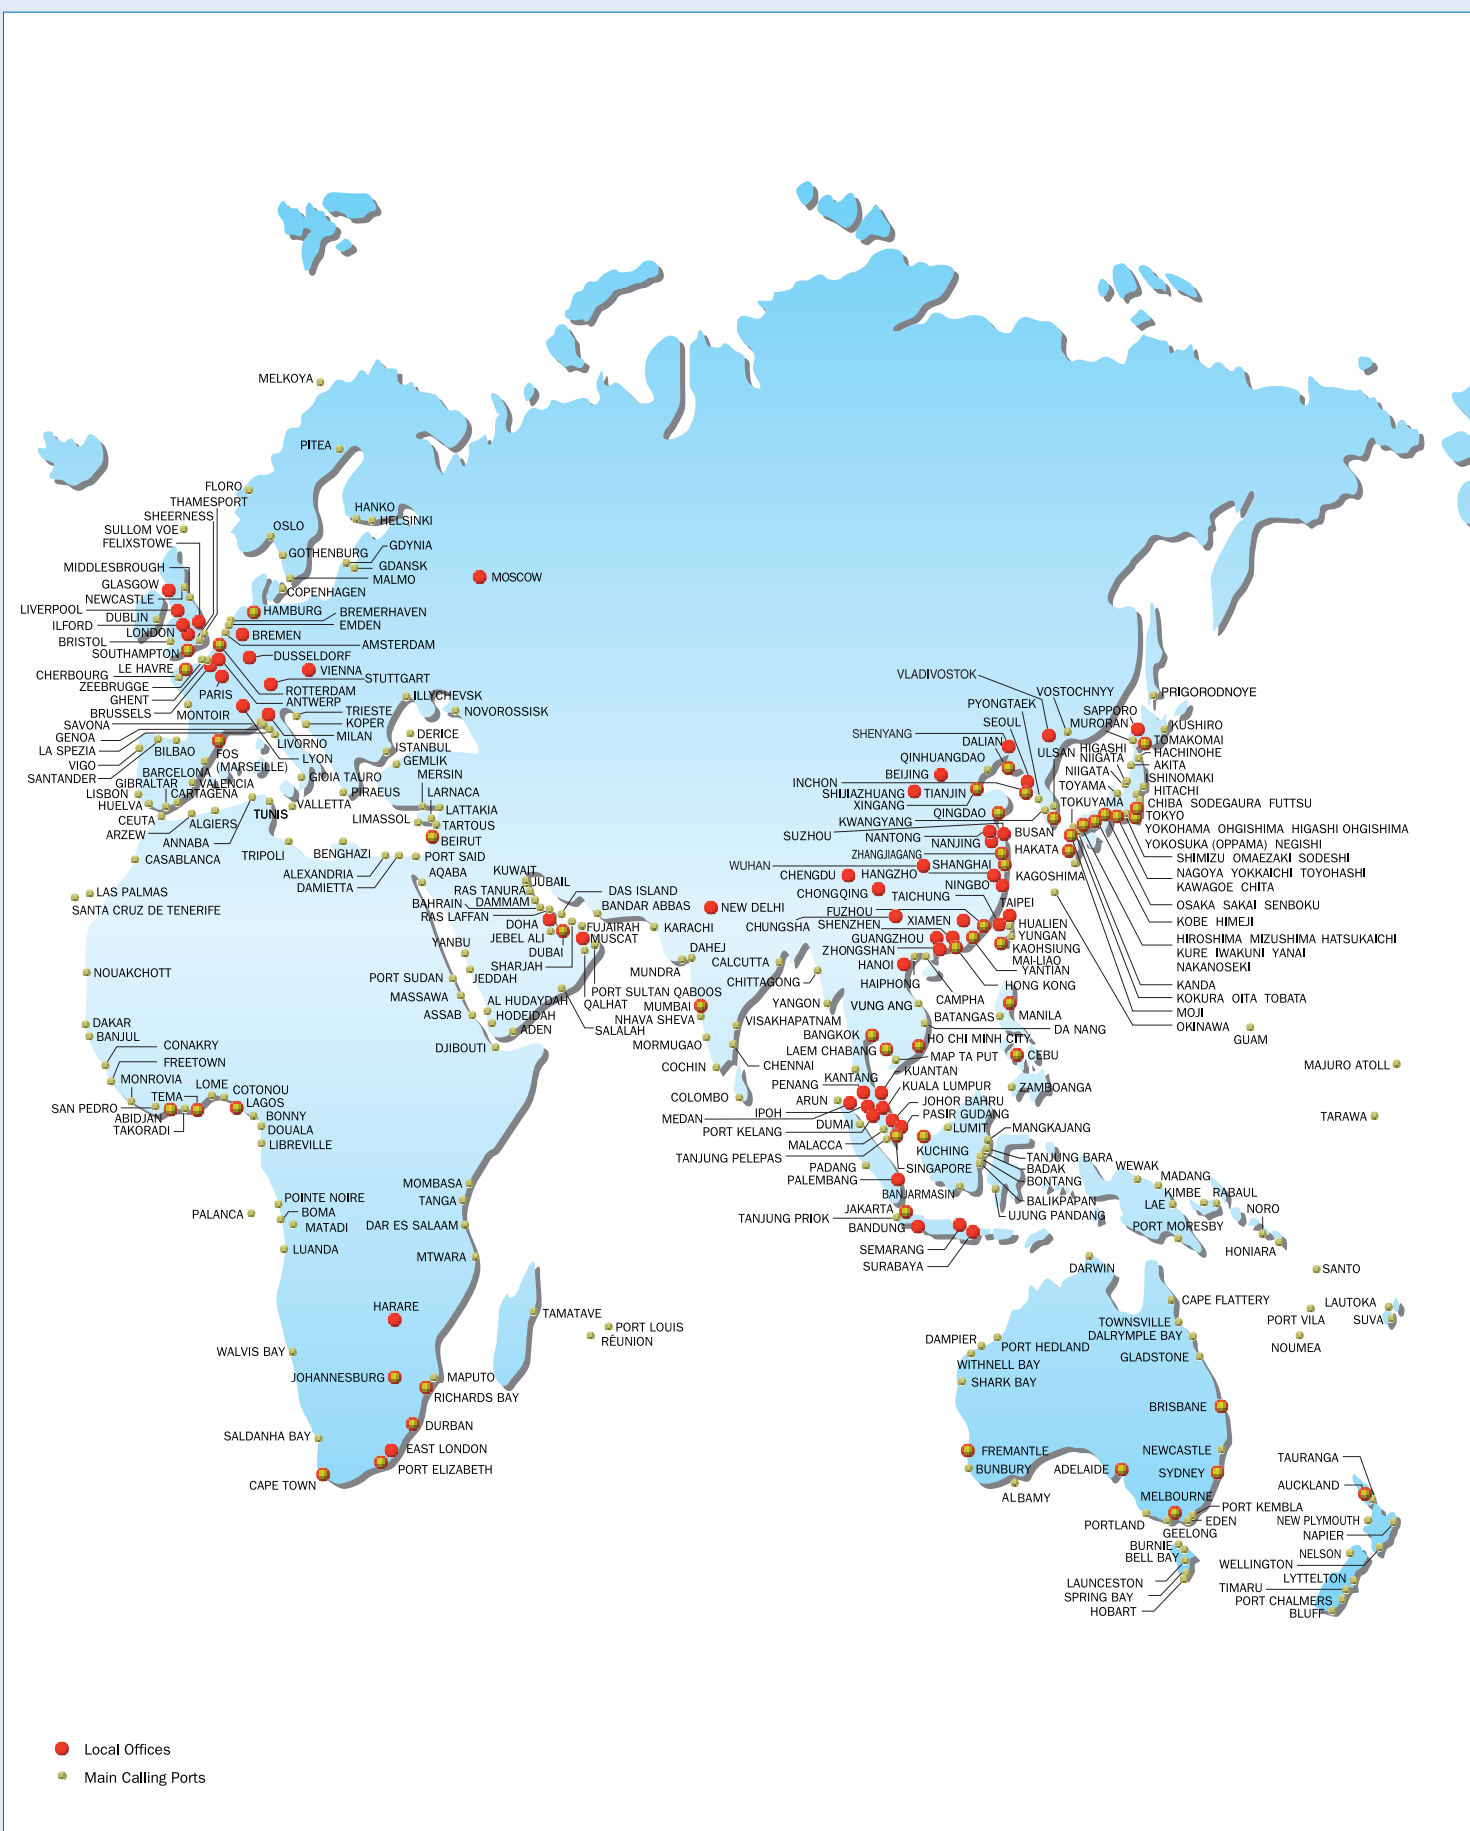 MELKOYA
PITEA
FLORO
THAMESPORT
SHEERNESS
SULLOM VOE
FELIXSTOWE
HANKO
HELSINKI
OSLO
GOTHENBURG
GDYNIA
GDANSK
MALMO
COPENHAGEN
MOSCOW
MIDDLESBROUGH
GLASGOW
NEWCASTLE
LIVERPOOL
DUBLIN
ILFORD
LONDON
BRISTOL
SOUTHAMPTON
LE HAVRE
CHERBOURG
ZEEBRUGGE
GHENT
BRUSSELS
HAMBURG
BREMERHAVEN
EMDEN
BREMEN
AMSTERDAM
DUSSELDORF
VIENNA
STUTTGART
PARIS
ROTTERDAM
ANTWERP
MONTOIR
TRIESTE
KOPER
MILAN
ILLYCHEVSK
NOVOROSSISK
SAVONA
GENOA
LA SPEZIA
VIGO
SANTANDER
BILBAO
LIVORNO
LYON
FOS
(MARSEILLE)
DERICE
ISTANBUL
GEMLIK
MERSIN
BARCELONA
GIBRALTAR
VALENCIA
LISBON
CARTAGENA
HUELVA
CEUTA
ARZEW
ALGIERS
ANNABA
GIOIA TAURO
PIRAEUS
VALLETTA
TUNIS
LARNACA
LATTAKIA
LIMASSOL
TARTOUS
BEIRUT
CASABLANCA
TRIPOLI
BENGHAZI
PORT SAID
ALEXANDRIA
DAMIETTA
AQABA
LAS PALMAS
SANTA CRUZ DE TENERIFE
KUWAIT
JUBAIL
RAS TANURA
DAMMAM
BAHRAIN
RAS LAFFAN
DAS ISLAND
BANDAR ABBAS
DOHA
FUJAIRAH
JEBEL ALI
MUSCAT
DUBAI
SHARJAH
KARACHI
NEW DELHI
YANBU
JEDDAH
PORT SUDAN
MASSAWA
ASSAB
AL HUDAYDAH
HODEIDAH
ADEN
DJIBOUTI
PORT SULTAN QABOOS
QALHAT
SALALAH
DAHEJ
MUNDRA
CALCUTTA
CHITTAGONG
MUMBAI
NHAVA SHEVA
MORMUGAO
COCHIN
VISAKHAPATNAM
CHENNAI
COLOMBO
YANGON
NOUAKCHOTT
DAKAR
BANJUL
CONAKRY
FREETOWN
MONROVIA
SAN PEDRO
ABIDJAN
TAKORADI
TEMA
LOME
COTONOU
LAGOS
BONNY
DOUALA
LIBREVILLE
POINTE NOIRE
BOMA
MATADI
PALANCA
LUANDA
MOMBASA
TANGA
DAR ES SALAAM
MTWARA
HARARE
TAMATAVE
PORT LOUIS
RÉUNION
WALVIS BAY
JOHANNESBURG
MAPUTO
RICHARDS BAY
DURBAN
SALDANHA BAY
EAST LONDON
PORT ELIZABETH
CAPE TOWN
VLADIVOSTOK
VOSTOCHNYY
PYONGTAEK
SEOUL
SHENYANG
DALIAN
QINHUANGDAO
BEIJING
INCHON
SHIJIAZHUANG
TIANJIN
XINGANG
QINGDAO
KWANGYANG
SUZHOU
NANTONG
NANJING
BUSAN
ZHANGJIAGANG
WUHAN
SHANGHAI
CHENGDU
HANGZHO
CHONGQING
NINGBO
TAICHUNG
TAIPEI
FUZHOU
CHUNGSHA
SHENZHEN
XIAMEN
HUALIEN
YUNGAN
GUANGZHOU
KAOHSIUNG
ZHONGSHAN
MAI-LIAO
HANOI
YANTIAN
HAIPHONG
HONG KONG
PRIGORODNOYE
SAPPORO
MURORAN
KUSHIRO
TOMAKOMAI
ULSAN
HIGASHI
NIIGATA
HACHINOHE
NIIGATA
AKITA
TOYAMA
ISHINOMAKI
HITACHI
TOKUYAMA
CHIBA SODEGAURA FUTTSU
TOKYO
YOKOHAMA OHGISHIMA HIGASHI OHGISHIMA
YOKOSUKA (OPPAMA) NEGISHI
HAKATA
SHIMIZU OMAEZAKI SODESHI
NAGOYA YOKKAICHI TOYOHASHI
KAGOSHIMA
KAWAGOE CHITA
OSAKA SAKAI SENBOKU
KOBE HIMEJI
HIROSHIMA MIZUSHIMA HATSUKAICHI
KURE IWAKUNI YANAI
NAKANOSEKI
KANDA
KOKURA OITA TOBATA
MOJI
OKINAWA
GUAM
CAMPHA
VUNG ANG
BATANGAS
MANILA
DA NANG
BANGKOK
HO CHI MINH CITY
LAEM CHABANG
MAP TA PUT
CEBU
KANTANG
KUANTAN
PENANG
KUALA LUMPUR
ZAMBOANGA
ARUN
IPOH
JOHOR BAHRU
MEDAN
PASIR GUDANG
PORT KELANG
DUMAI
LUMIT
MANGKAJANG
MALACCA
KUCHING
TANJUNG PELEPAS
SINGAPORE
TANJUNG BARA
PADANG
BADAK
PALEMBANG
BONTANG
BANJARMASIN
BALIKPAPAN
JAKARTA
UJUNG PANDANG
TANJUNG PRIOK
BANDUNG
SEMARANG
SURABAYA
MAJURO ATOLL
TARAWA
WEWAK
MADANG
KIMBE
RABAUL
LAE
PORT MORESBY
NORO
HONIARA
DARWIN
SANTO
CAPE FLATTERY
LAUTOKA
PORT VILA
SUVA
NOUMEA
TOWNSVILLE
DALRYMPLE BAY
GLADSTONE
DAMPIER
PORT HEDLAND
WITHNELL BAY
SHARK BAY
BRISBANE
FREMANTLE
BUNBURY
ALBAMY
ADELAIDE
NEWCASTLE
SYDNEY
MELBOURNE
PORT KEMBLA
EDEN
PORTLAND
GEELONG
BURNIE
BELL BAY
LAUNCESTON
SPRING BAY
HOBART
TAURANGA
AUCKLAND
NEW PLYMOUTH
NAPIER
NELSON
WELLINGTON
LYTTELTON
TIMARU
PORT CHALMERS
BLUFF
Local Offices
Main Calling Ports